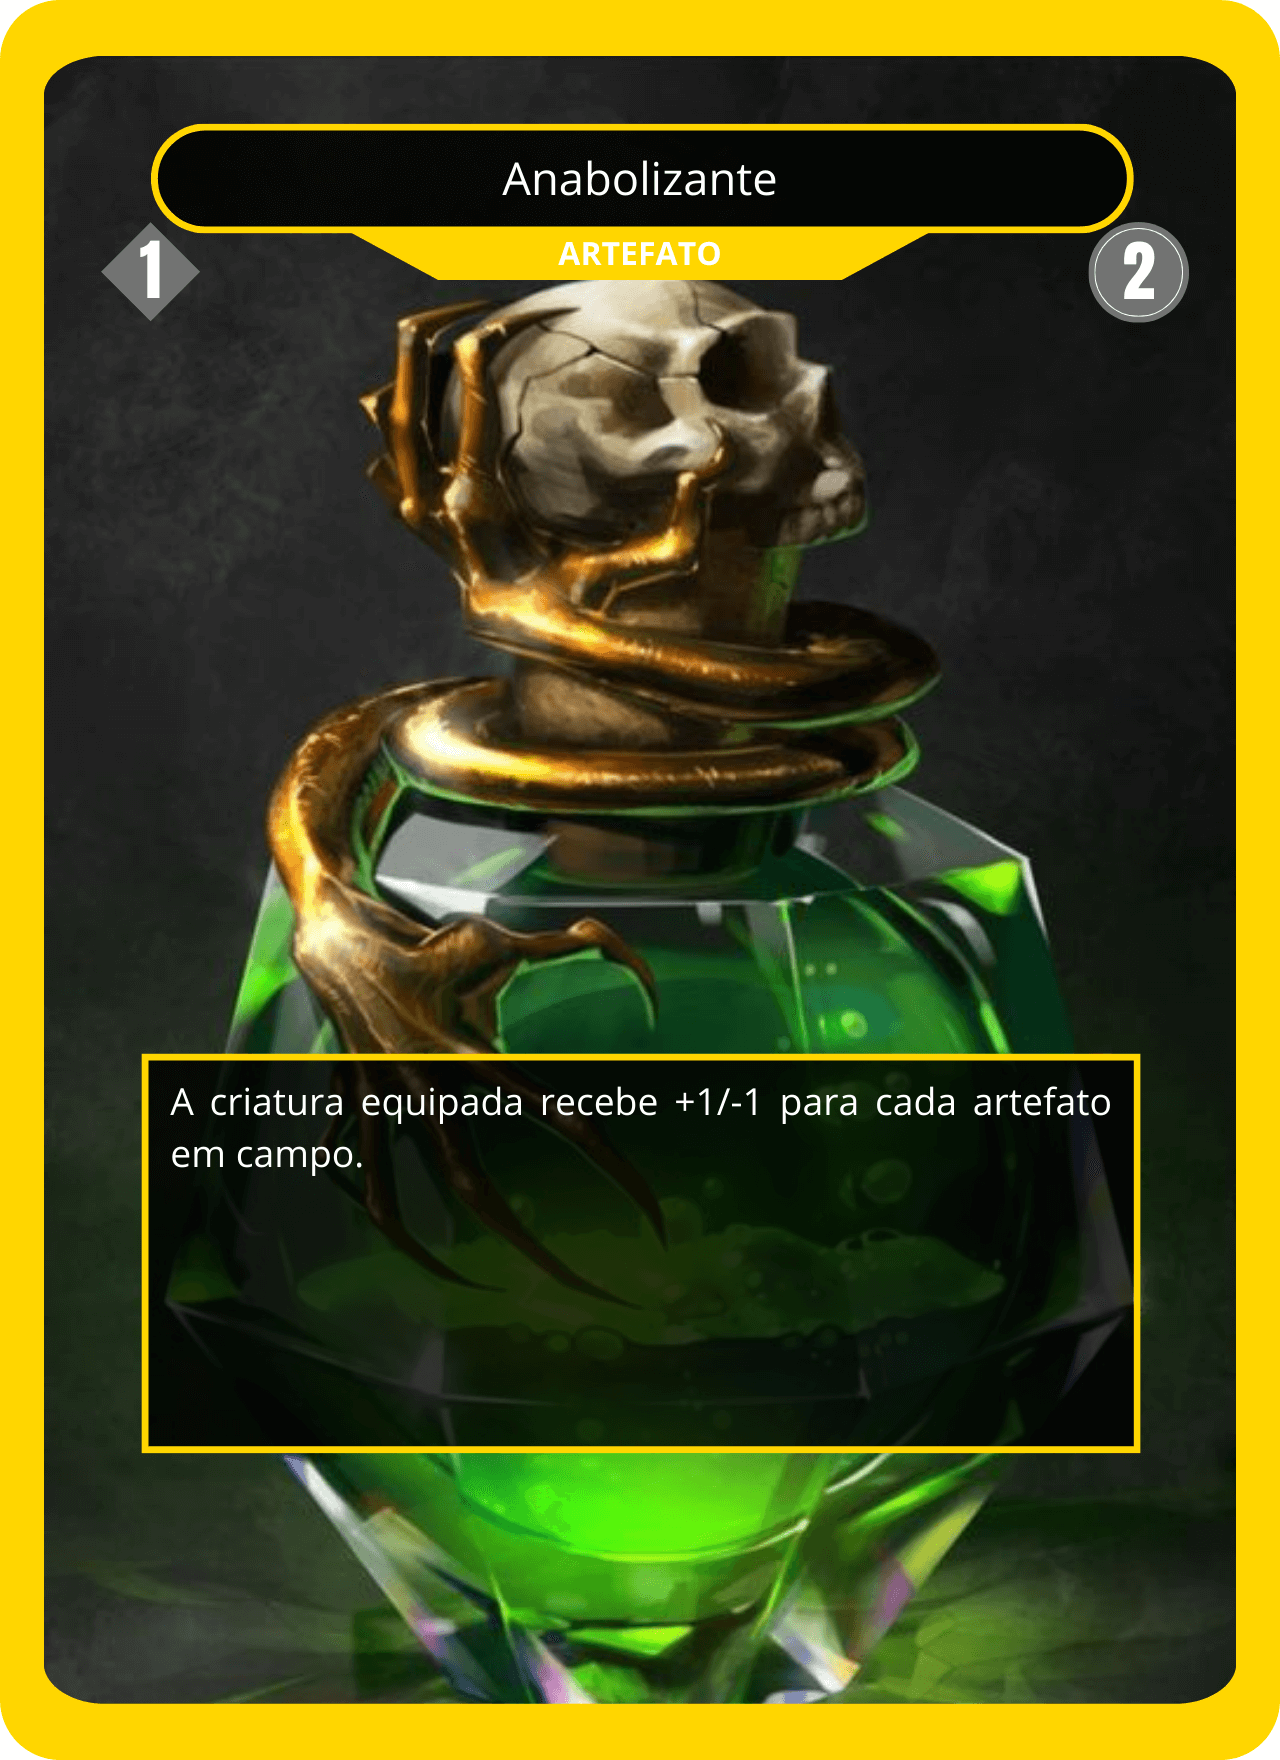 Anabolizante
ARTEFATO
1
2
A criatura equipada recebe +1/-1 para cada artefato
em campo.